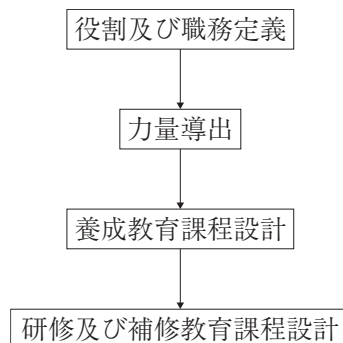 役割及び職務定義
力量導出
養成教育課程設計
研修及び補修教育課程設計